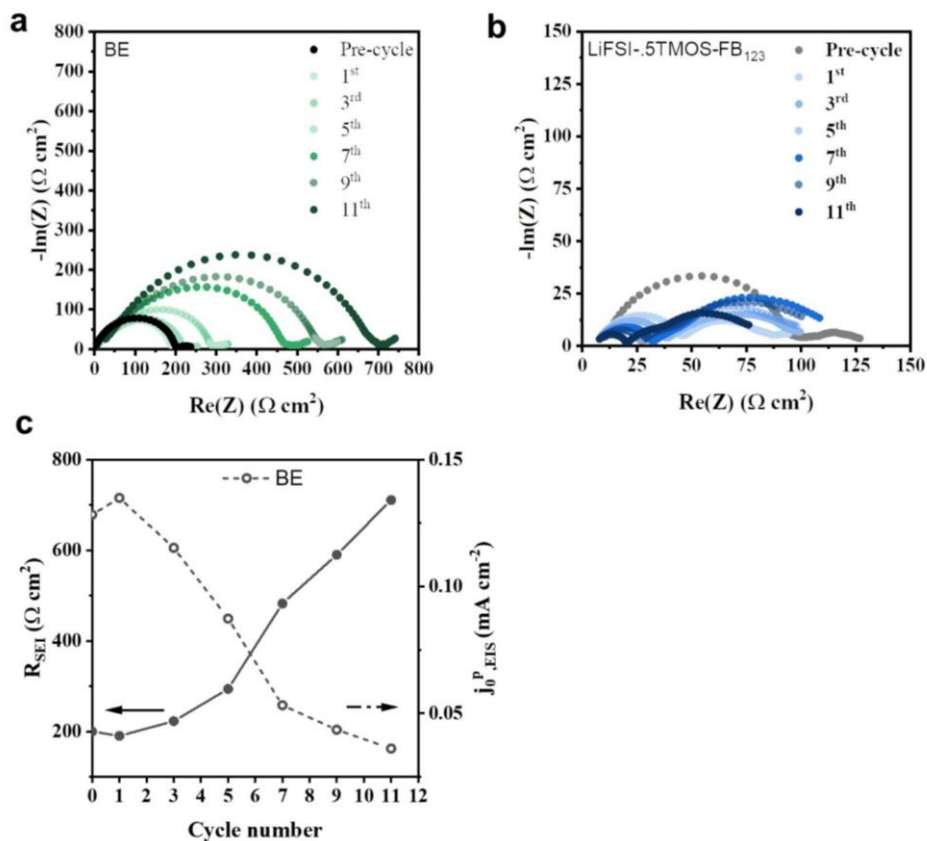 a
BE
Pre-cycle
1st
3rd
5th
7th
9th
11th
800
700
600
500
400
300
200
100
0
-Im(Z) (Ω cm2)
0 100 200 300 400 500 600 700 800
Re(Z) (Ω cm2)
b
LiFSI-.5TMOS-FB123
Pre-cycle
1st
3rd
5th
7th
9th
11th
150
125
100
75
50
25
0
-Im(Z) (Ω cm2)
0 25 50 75 100 125 150
Re(Z) (Ω cm2)
c
BE
800
600
400
200
RSEI (Ω cm2)
0.15
0.10
0.05
j0p,EIS (mA cm-2)
0 1 2 3 4 5 6 7 8 9 10 11 12
Cycle number